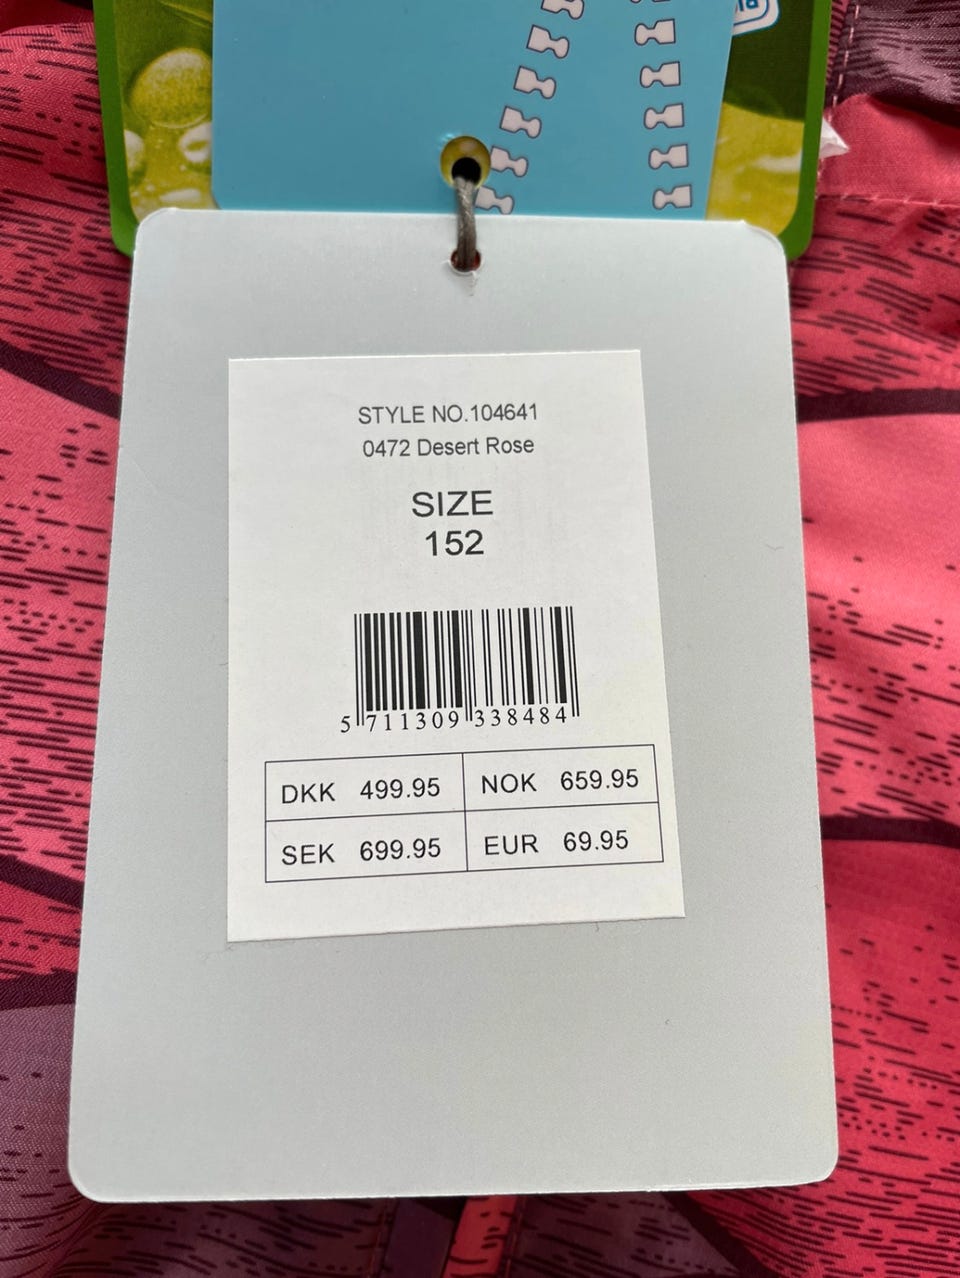 STYLE NO.104641
0472 Desert Rose
SIZE
152
5 711309 338484
DKK 499.95 NOK 659.95
SEK 699.95 EUR 69.95